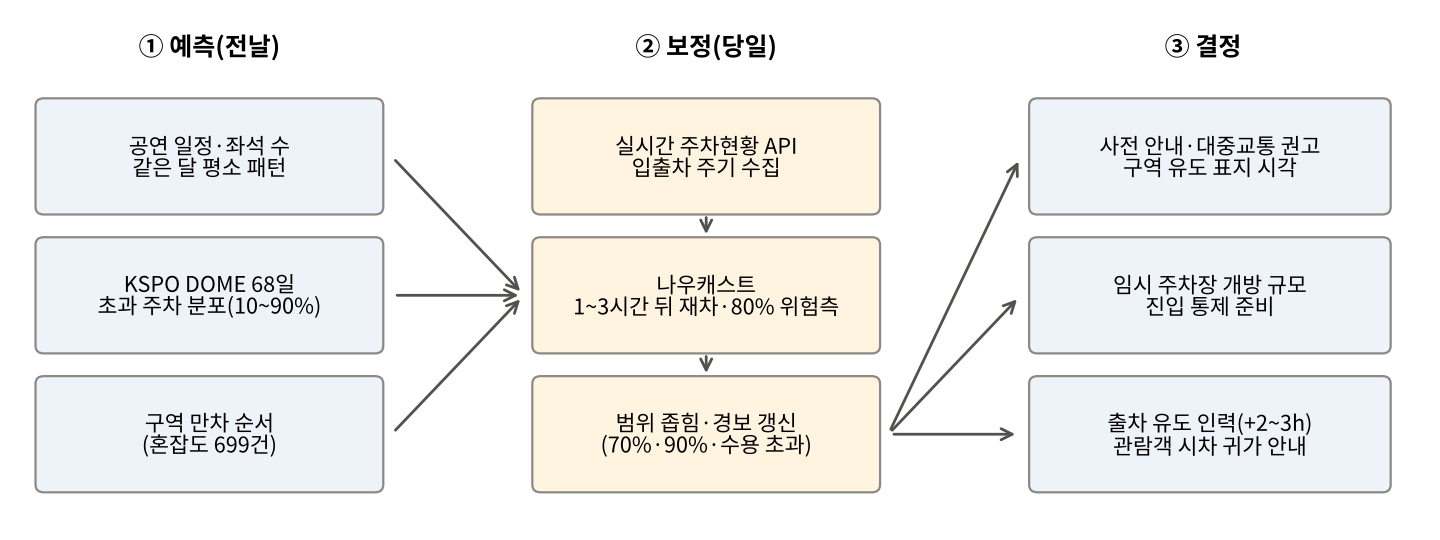 ① 예측(전날)
공연 일정·좌석 수
같은 달 평소 패턴
KSPO DOME 68일
초과 주차 분포(10~90%)
구역 만차 순서
(혼잡도 699건)
② 보정(당일)
실시간 주차현황 API
입출차 주기 수집
나우캐스트
1~3시간 뒤 재차·80% 위험측
범위 좁힘·경보 갱신
(70%·90%·수용 초과)
③ 결정
사전 안내·대중교통 권고
구역 유도 표지 시각
임시 주차장 개방 규모
진입 통제 준비
출차 유도 인력(+2~3h)
관람객 시차 귀가 안내